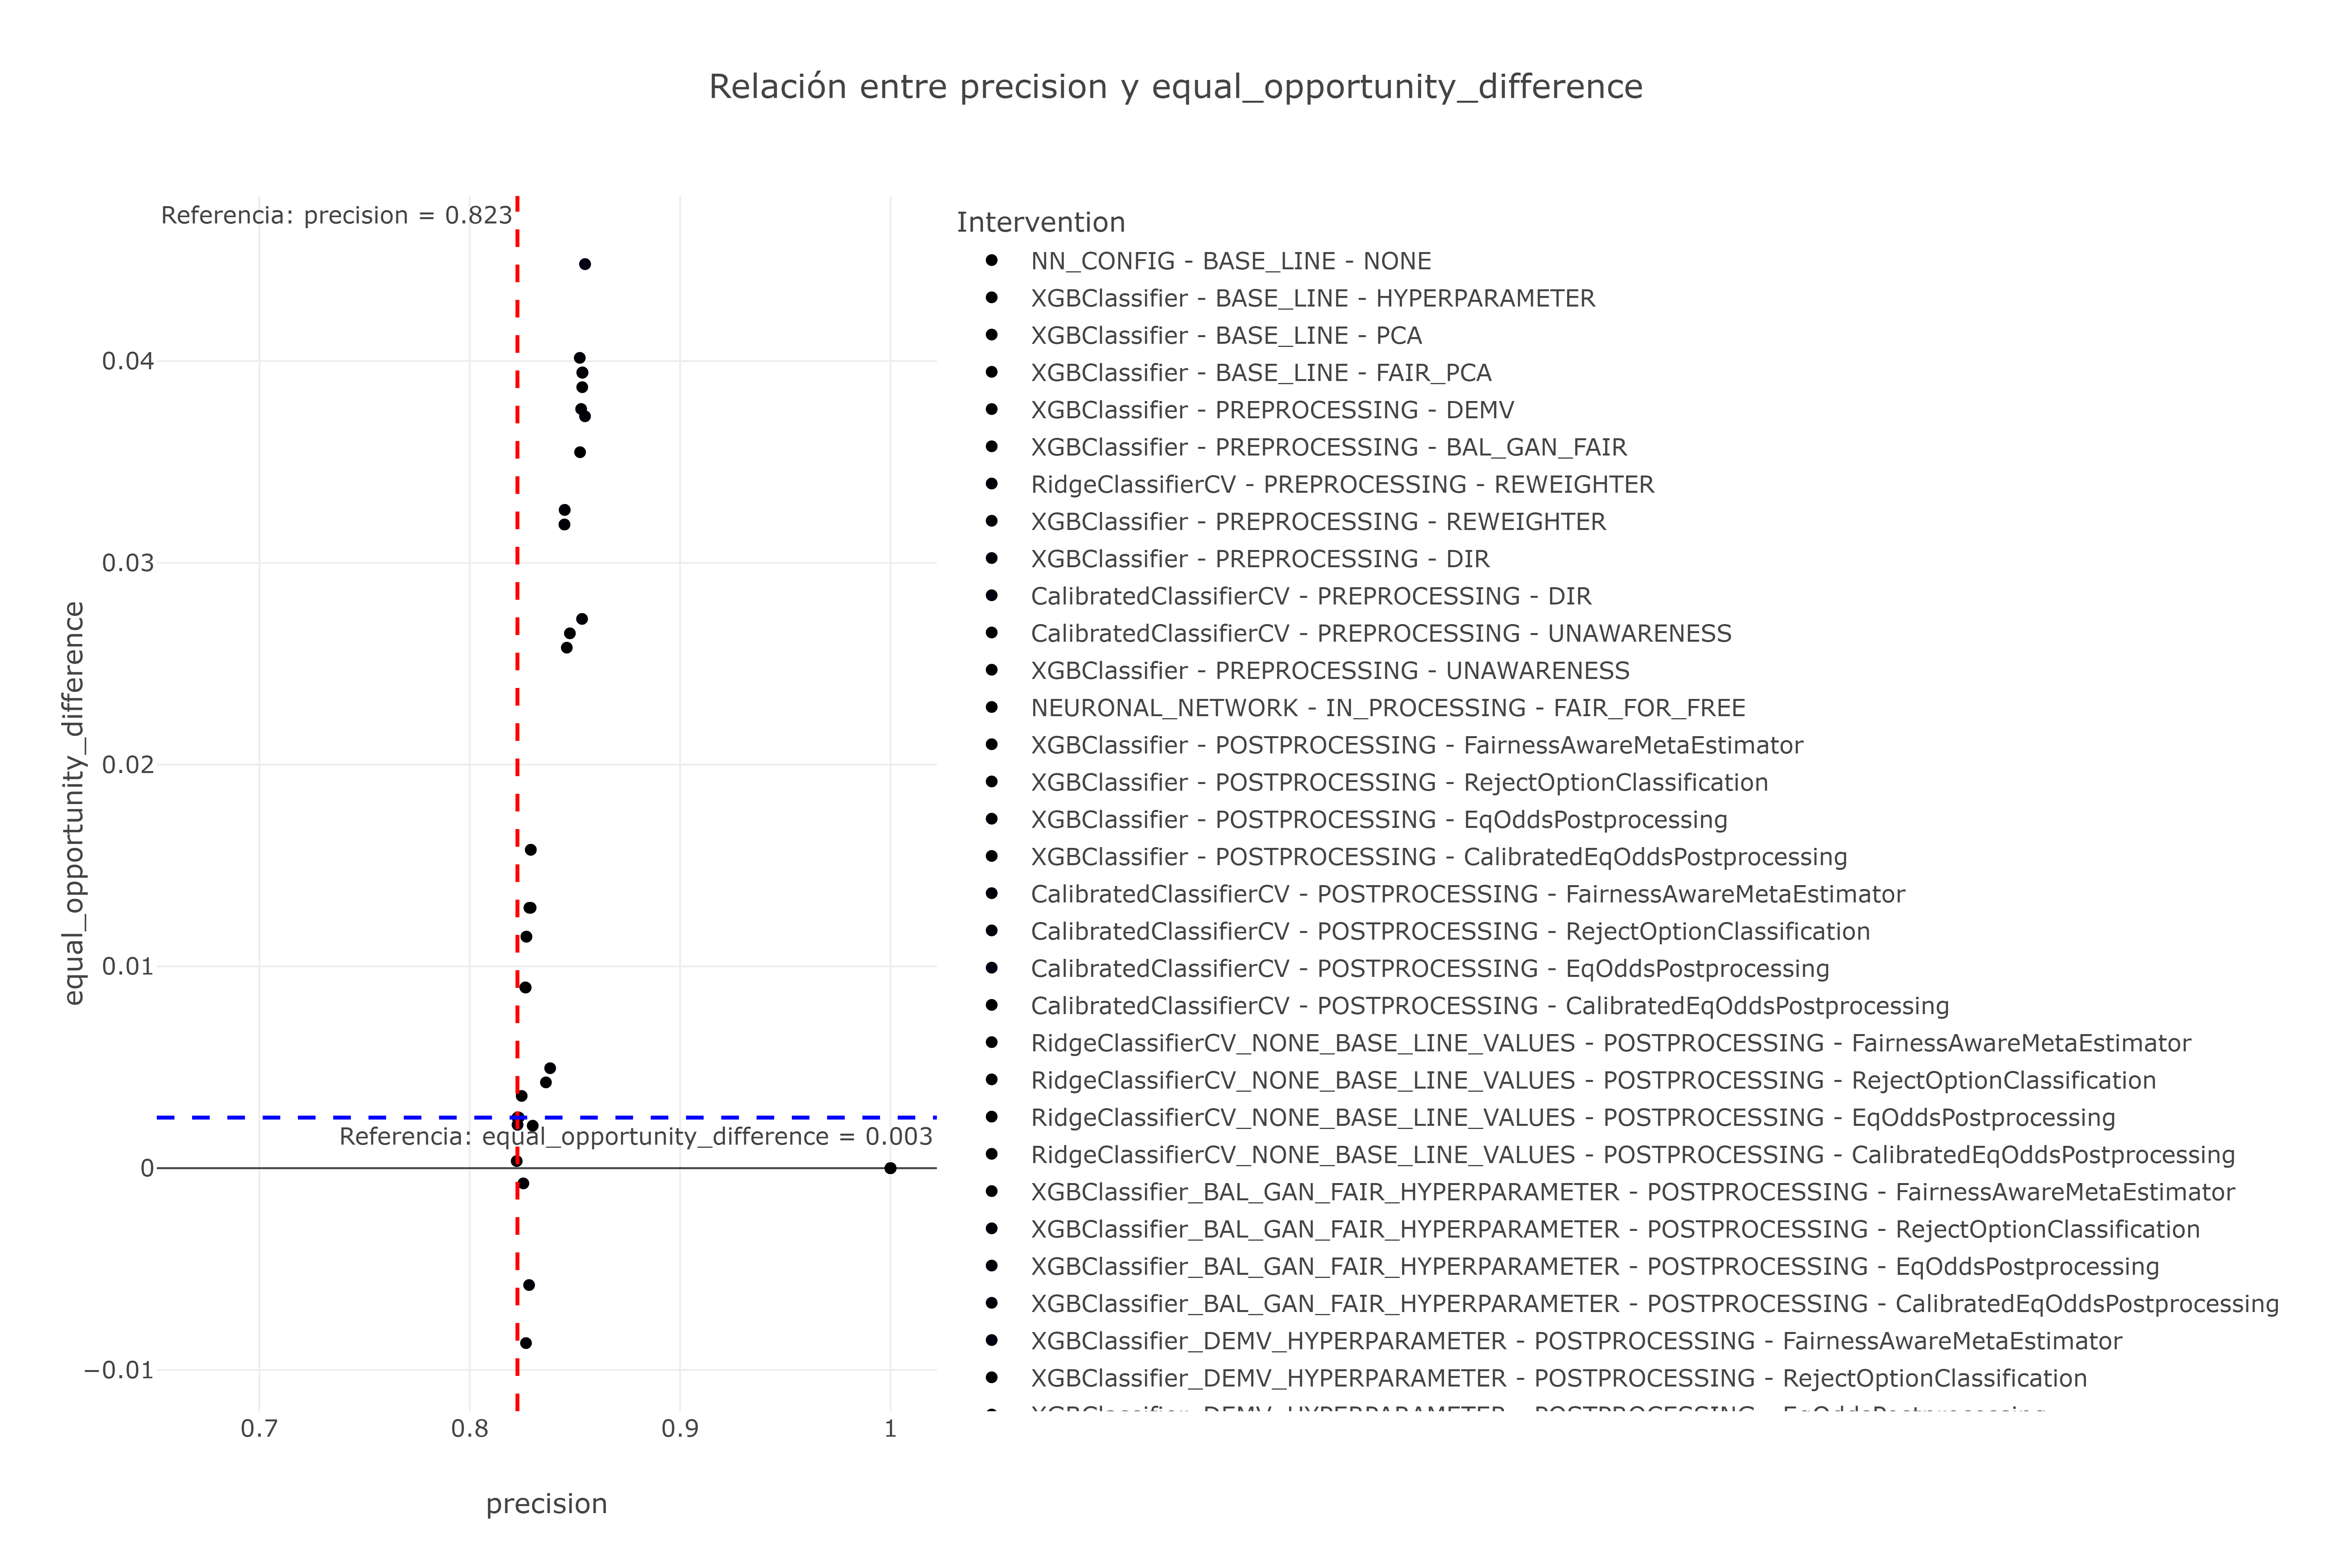 Relación entre precision y equal_opportunity_difference
Referencia: precision = 0.823
Referencia: equal_opportunity_difference = 0.003
equal_opportunity_difference
0.04
0.03
0.02
0.01
0
−0.01
0.7
0.8
0.9
1
precision
Intervention
NN_CONFIG - BASE_LINE - NONE
XGBClassifier - BASE_LINE - HYPERPARAMETER
XGBClassifier - BASE_LINE - PCA
XGBClassifier - BASE_LINE - FAIR_PCA
XGBClassifier - PREPROCESSING - DEMV
XGBClassifier - PREPROCESSING - BAL_GAN_FAIR
RidgeClassifierCV - PREPROCESSING - REWEIGHTER
XGBClassifier - PREPROCESSING - REWEIGHTER
XGBClassifier - PREPROCESSING - DIR
CalibratedClassifierCV - PREPROCESSING - DIR
CalibratedClassifierCV - PREPROCESSING - UNAWARENESS
XGBClassifier - PREPROCESSING - UNAWARENESS
NEURONAL_NETWORK - IN_PROCESSING - FAIR_FOR_FREE
XGBClassifier - POSTPROCESSING - FairnessAwareMetaEstimator
XGBClassifier - POSTPROCESSING - RejectOptionClassification
XGBClassifier - POSTPROCESSING - EqOddsPostprocessing
XGBClassifier - POSTPROCESSING - CalibratedEqOddsPostprocessing
CalibratedClassifierCV - POSTPROCESSING - FairnessAwareMetaEstimator
CalibratedClassifierCV - POSTPROCESSING - RejectOptionClassification
CalibratedClassifierCV - POSTPROCESSING - EqOddsPostprocessing
CalibratedClassifierCV - POSTPROCESSING - CalibratedEqOddsPostprocessing
RidgeClassifierCV_NONE_BASE_LINE_VALUES - POSTPROCESSING - FairnessAwareMetaEstimator
RidgeClassifierCV_NONE_BASE_LINE_VALUES - POSTPROCESSING - RejectOptionClassification
RidgeClassifierCV_NONE_BASE_LINE_VALUES - POSTPROCESSING - EqOddsPostprocessing
RidgeClassifierCV_NONE_BASE_LINE_VALUES - POSTPROCESSING - CalibratedEqOddsPostprocessing
XGBClassifier_BAL_GAN_FAIR_HYPERPARAMETER - POSTPROCESSING - FairnessAwareMetaEstimator
XGBClassifier_BAL_GAN_FAIR_HYPERPARAMETER - POSTPROCESSING - RejectOptionClassification
XGBClassifier_BAL_GAN_FAIR_HYPERPARAMETER - POSTPROCESSING - EqOddsPostprocessing
XGBClassifier_BAL_GAN_FAIR_HYPERPARAMETER - POSTPROCESSING - CalibratedEqOddsPostprocessing
XGBClassifier_DEMV_HYPERPARAMETER - POSTPROCESSING - FairnessAwareMetaEstimator
XGBClassifier_DEMV_HYPERPARAMETER - POSTPROCESSING - RejectOptionClassification